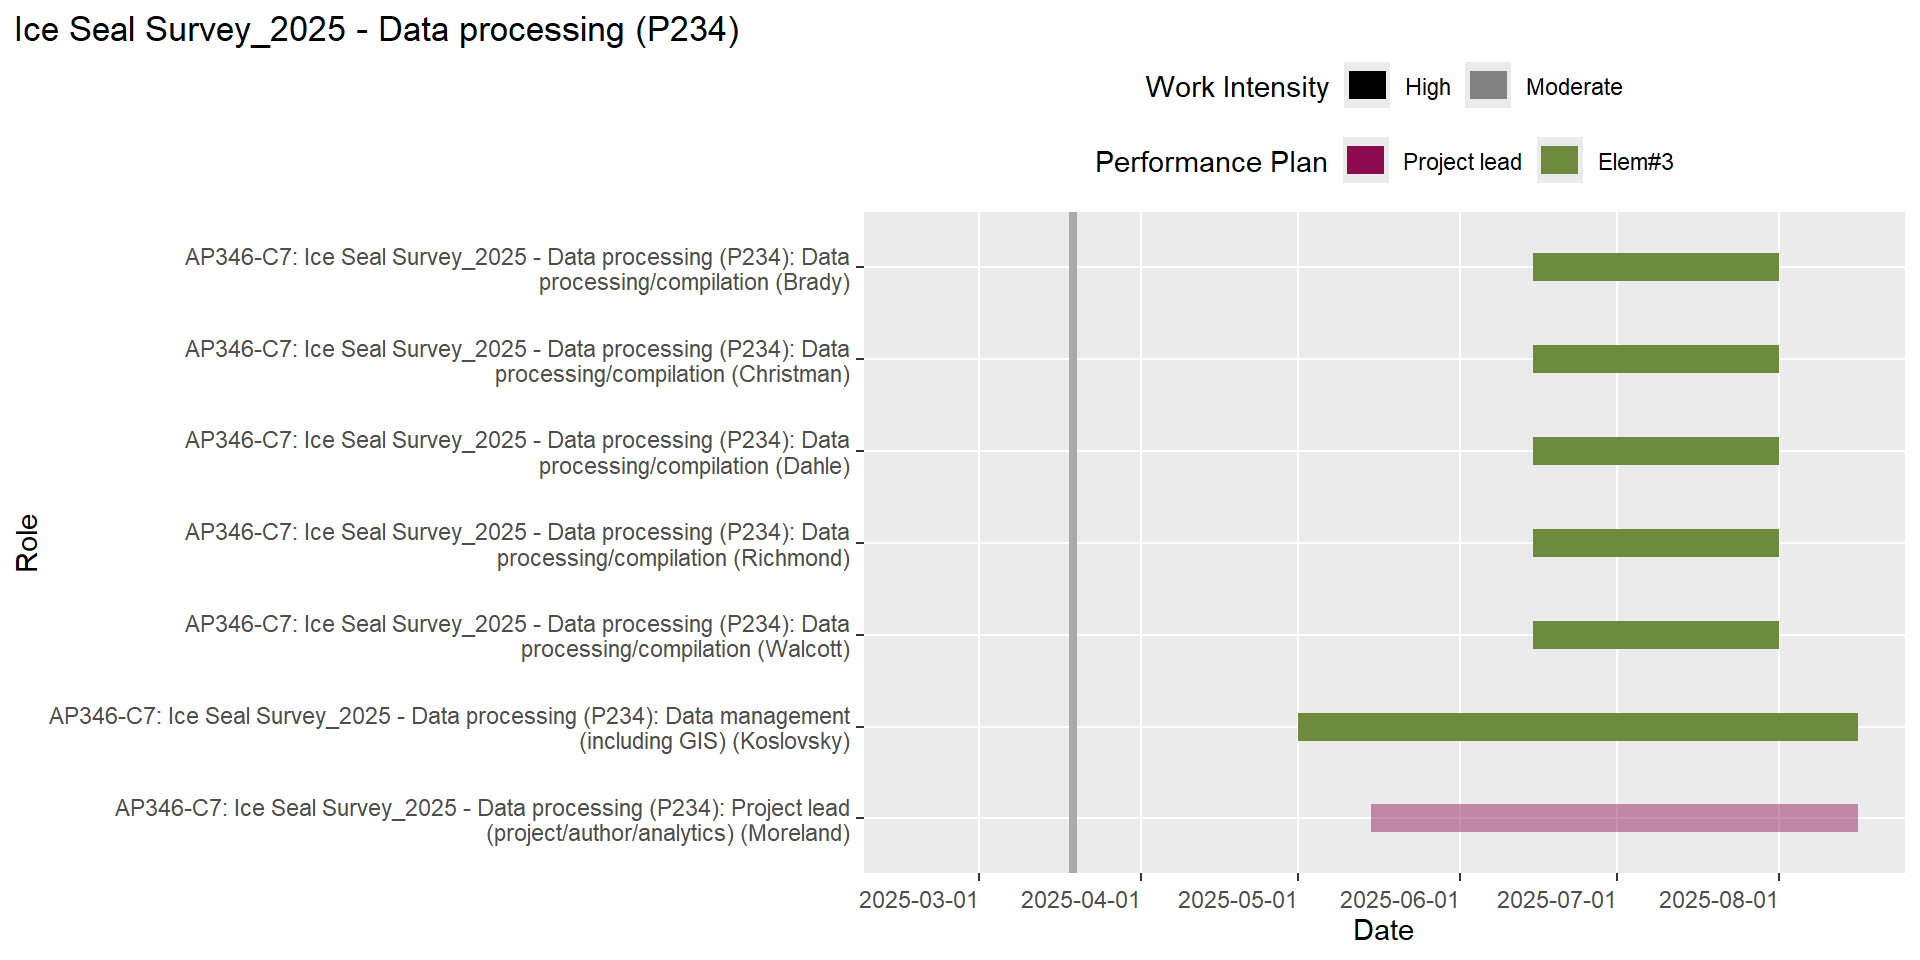 Ice Seal Survey_2025 - Data processing (P234)
Work Intensity High Moderate
Performance Plan Project lead Elem#3
AP346-C7: Ice Seal Survey_2025 - Data processing (P234): Data
processing/compilation (Brady)
AP346-C7: Ice Seal Survey_2025 - Data processing (P234): Data
processing/compilation (Christman)
AP346-C7: Ice Seal Survey_2025 - Data processing (P234): Data
processing/compilation (Dahle)
AP346-C7: Ice Seal Survey_2025 - Data processing (P234): Data
processing/compilation (Richmond)
AP346-C7: Ice Seal Survey_2025 - Data processing (P234): Data
processing/compilation (Walcott)
AP346-C7: Ice Seal Survey_2025 - Data processing (P234): Data management
(including GIS) (Koslovsky)
AP346-C7: Ice Seal Survey_2025 - Data processing (P234): Project lead
(project/author/analytics) (Moreland)
Role
2025-03-01 2025-04-01 2025-05-01 2025-06-01 2025-07-01 2025-08-01
Date